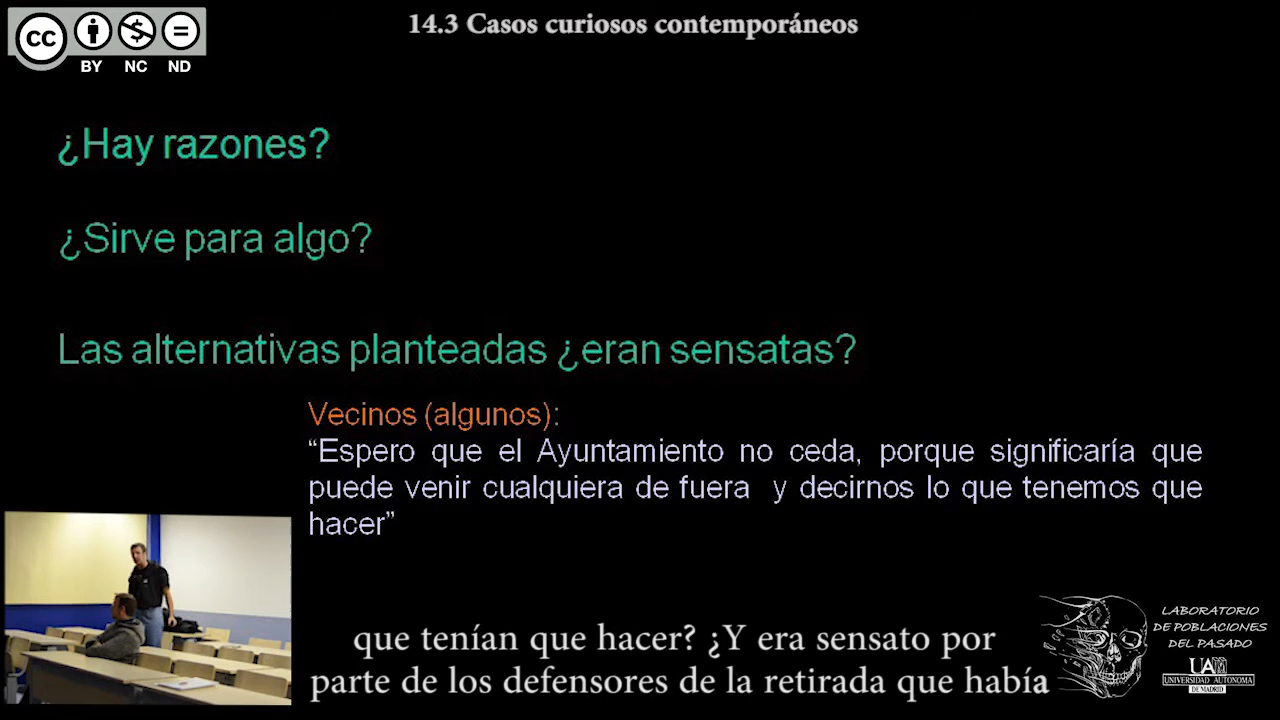 14.3 Casos curiosos contemporáneos
cc
BY NC ND
¿Hay razones?
¿Sirve para algo?
Las alternativas planteadas ¿eran sensatas?
Vecinos (algunos):
“Espero que el Ayuntamiento no ceda, porque significaría que
puede venir cualquiera de fuera y decirnos lo que tenemos que
hacer”
que tenían que hacer? ¿Y era sensato por
parte de los defensores de la retirada que había
LABORATORIO
DE POBLACIONES
DEL PASADO
UAM
UNIVERSIDAD AUTONOMA
DE MADRID